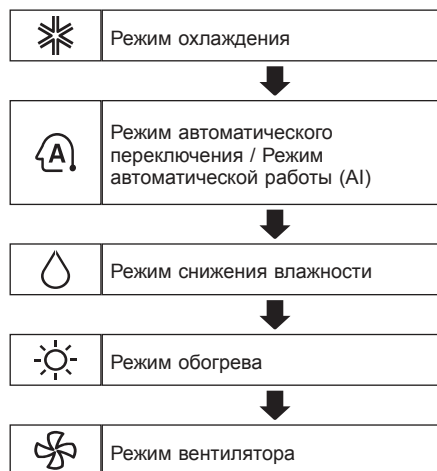 Режим охлаждения
A
Режим автоматического
переключения / Режим
автоматической работы (AI)
Режим снижения влажности
Режим обогрева
Режим вентилятора